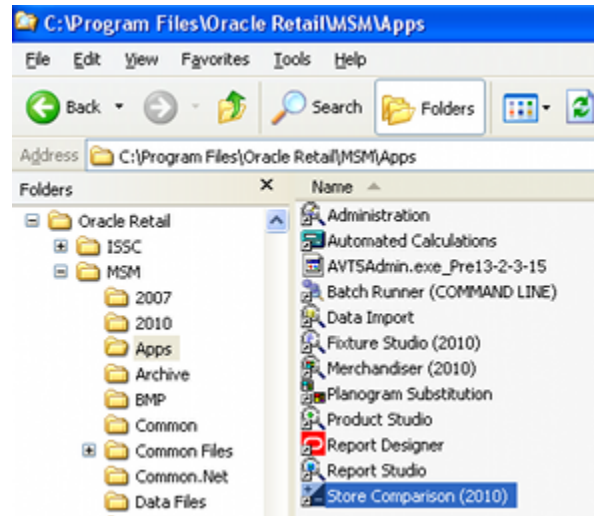 C:\Program Files\Oracle Retail\MSM\Apps
File Edit View Favorites Tools Help
Back Search Folders
Address C:\Program Files\Oracle Retail\MSM\Apps
Folders x Name
Oracle Retail
ISSC
MSM
2007
2010
Apps
Archive
BMP
Common
Common Files
Common.Net
Data Files
Administration
Automated Calculations
AVTSAdmin.exe_Pre13-2-3-15
Batch Runner (COMMAND LINE)
Data Import
Fixture Studio (2010)
Merchandiser (2010)
Planogram Substitution
Product Studio
Report Designer
Report Studio
Store Comparison (2010)